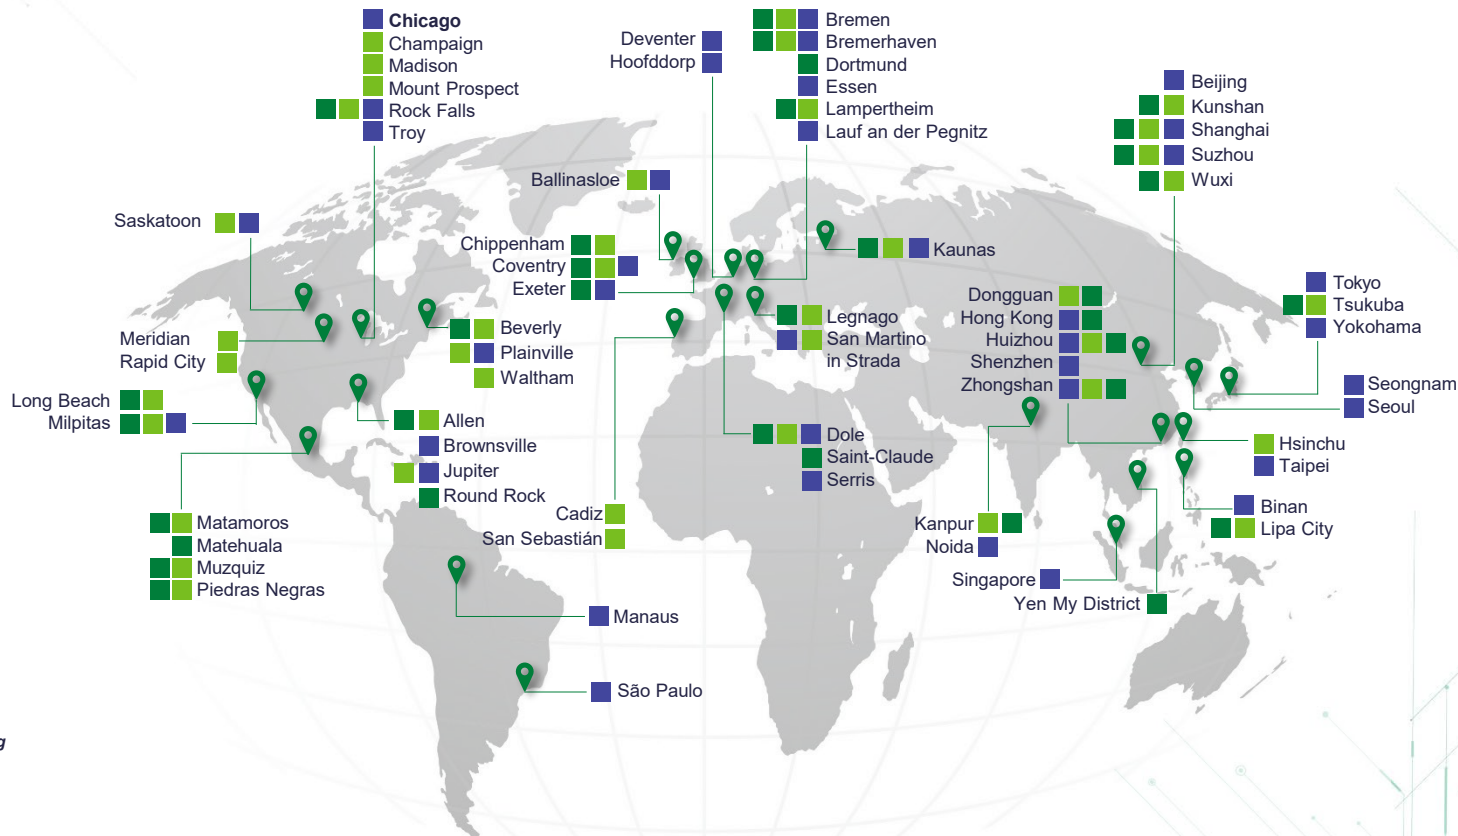 Chicago
Champaign
Madison
Mount Prospect
Rock Falls
Troy
Deventer
Hoofddorp
Bremen
Bremerhaven
Dortmund
Essen
Lampertheim
Lauf an der Pegnitz
Beijing
Kunshan
Shanghai
Suzhou
Wuxi
Ballinasloe
Saskatoon
Chippenham
Coventry
Exeter
Kaunas
Tokyo
Tsukuba
Yokohama
Dongguan
Hong Kong
Huizhou
Shenzhen
Zhongshan
Meridian
Rapid City
Beverly
Plainville
Waltham
Legnago
San Martino
in Strada
Long Beach
Milpitas
Seongnam
Seoul
Allen
Brownsville
Jupiter
Round Rock
Dole
Saint-Claude
Serris
Hsinchu
Taipei
Matamoros
Matehuala
Muzquiz
Piedras Negras
Cadiz
San Sebastián
Kanpur
Noida
Binan
Lipa City
Singapore
Yen My District
Manaus
São Paulo